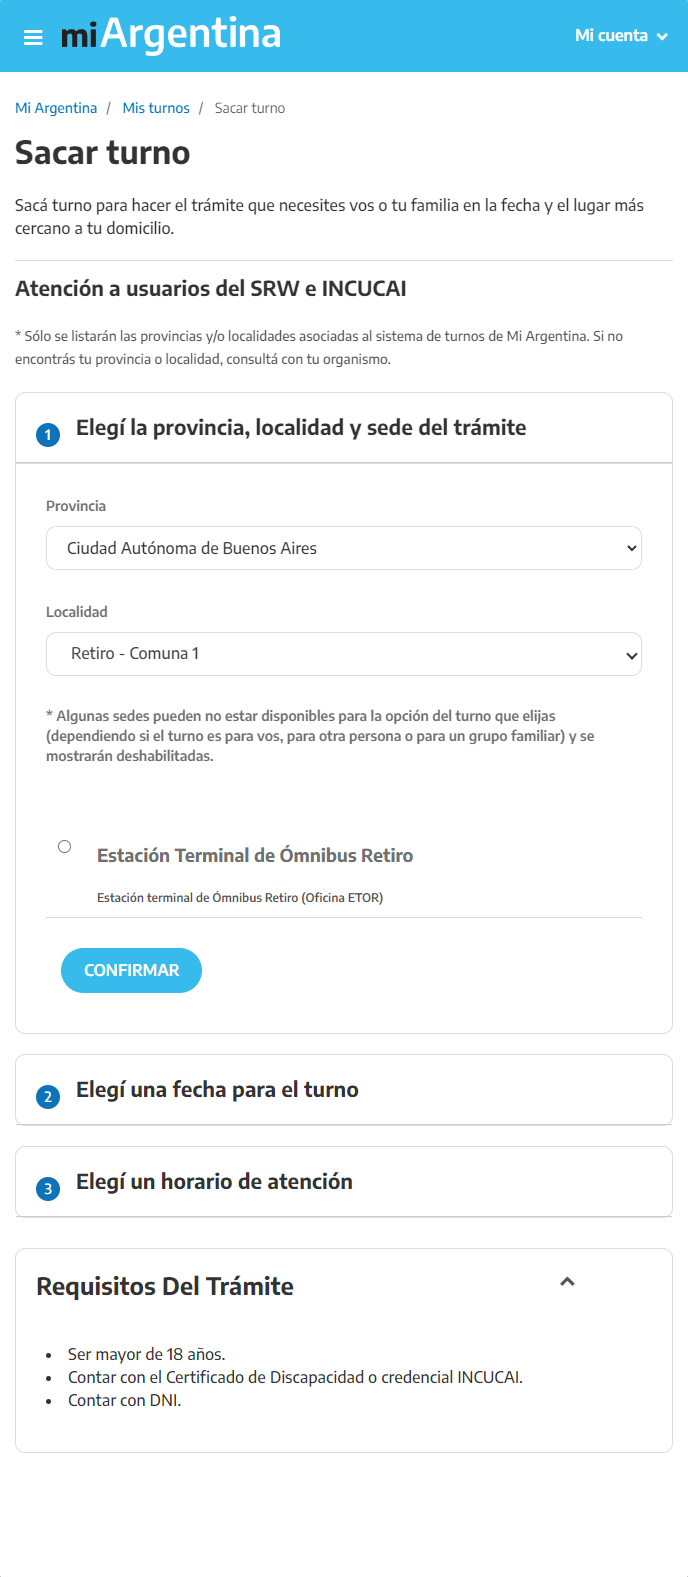 miArgentina
Mi cuenta
Mi Argentina / Mis turnos / Sacar turno
Sacar turno
Sacá turno para hacer el trámite que necesites vos o tu familia en la fecha y el lugar más
cercano a tu domicilio.
Atención a usuarios del SRW e INCUCAI
* Sólo se listarán las provincias y/o localidades asociadas al sistema de turnos de Mi Argentina. Si no
encontrás tu provincia o localidad, consultá con tu organismo.
1 Elegí la provincia, localidad y sede del trámite
Provincia
Ciudad Autónoma de Buenos Aires
Localidad
Retiro - Comuna 1
* Algunas sedes pueden no estar disponibles para la opción del turno que elijas
(dependiendo si el turno es para vos, para otra persona o para un grupo familiar) y se
mostrarán deshabilitadas.
Estación Terminal de Ómnibus Retiro
Estación terminal de Ómnibus Retiro (Oficina ETOR)
CONFIRMAR
2 Elegí una fecha para el turno
3 Elegí un horario de atención
Requisitos Del Trámite
• Ser mayor de 18 años.
• Contar con el Certificado de Discapacidad o credencial INCUCAI.
• Contar con DNI.